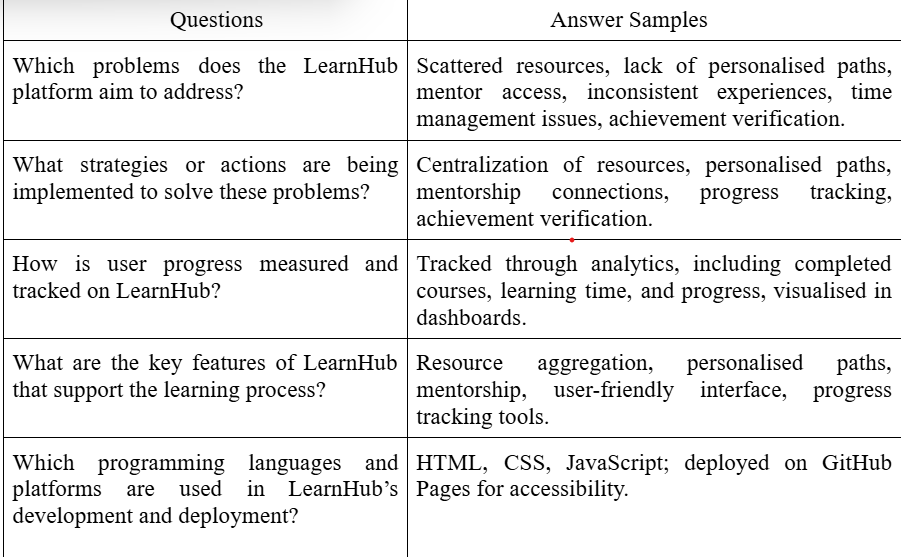 Questions
Answer Samples
Which problems does the LearnHub
platform aim to address?
Scattered resources, lack of personalised paths,
mentor access, inconsistent experiences, time
management issues, achievement verification.
What strategies or actions are being
implemented to solve these problems?
Centralization of resources, personalised paths,
mentorship connections, progress tracking,
achievement verification.
How is user progress measured and
tracked on LearnHub?
Tracked through analytics, including completed
courses, learning time, and progress, visualised in
dashboards.
What are the key features of LearnHub
that support the learning process?
Resource aggregation, personalised paths,
mentorship, user-friendly interface, progress
tracking tools.
Which programming languages and
platforms are used in LearnHub’s
development and deployment?
HTML, CSS, JavaScript; deployed on GitHub
Pages for accessibility.